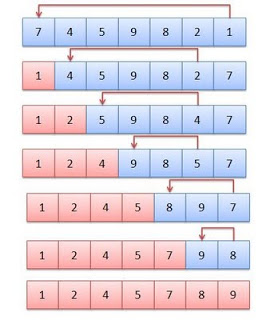 7 4 5 9 8 2 1
1 4 5 9 8 2 7
1 2 5 9 8 4 7
1 2 4 9 8 5 7
1 2 4 5 8 9 7
1 2 4 5 7 9 8
1 2 4 5 7 8 9